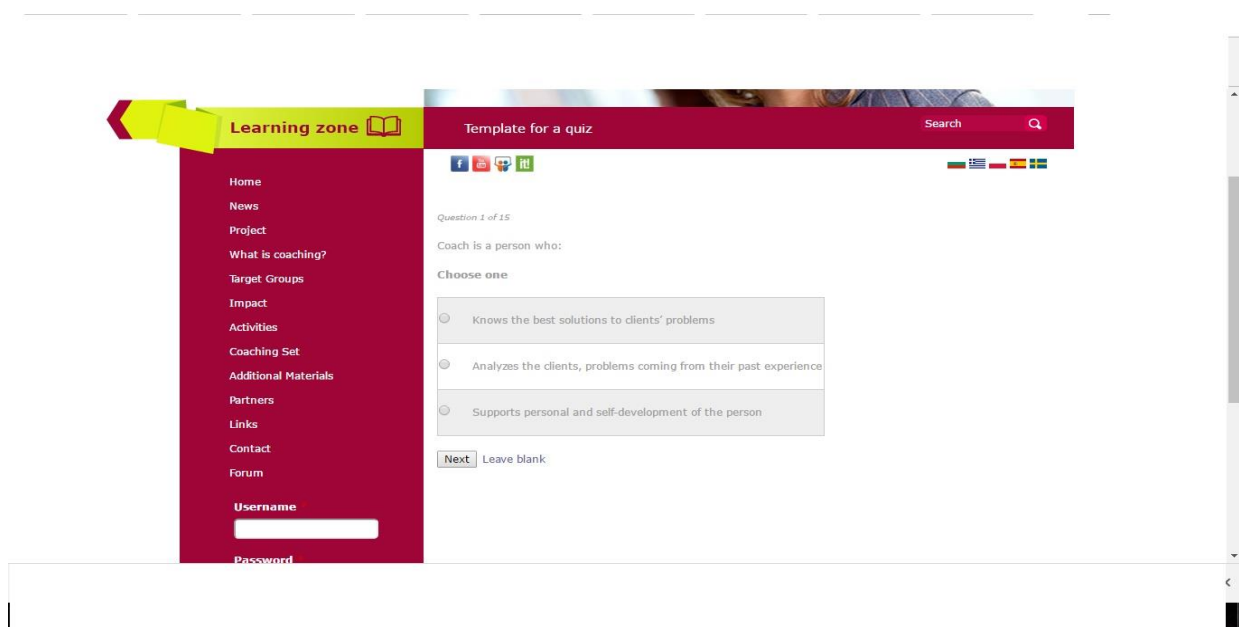 Learning zone
Template for a quiz
Search
Home
News
Project
What is coaching?
Target Groups
Impact
Activities
Coaching Set
Additional Materials
Partners
Links
Contact
Forum
Username *
Password *
f You Tube it!
Question 1 of 15
Coach is a person who:
Choose one
Knows the best solutions to clients' problems
Analyzes the clients, problems coming from their past experience
Supports personal and self-development of the person
Next Leave blank